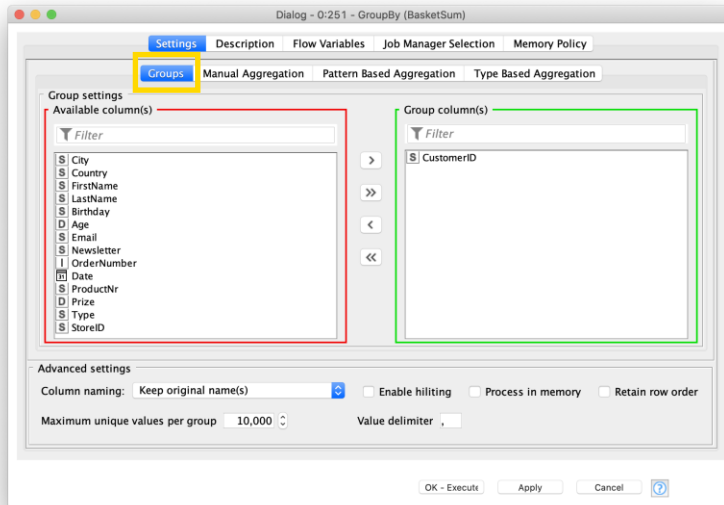 Dialog - 0:251 - GroupBy (BasketSum)
Settings Description Flow Variables Job Manager Selection Memory Policy
Groups Manual Aggregation Pattern Based Aggregation Type Based Aggregation
Group settings
Available column(s)
Filter
S City
S Country
S FirstName
S LastName
S Birthday
D Age
S Email
S Newsletter
I OrderNumber
31 Date
S ProductNr
D Prize
S Type
S StoreID
>
>>
<
<<
Group column(s)
Filter
S CustomerID
Advanced settings
Column naming: Keep original name(s) Enable hiliting Process in memory Retain row order
Maximum unique values per group 10,000 Value delimiter ,
OK - Execute Apply Cancel ?